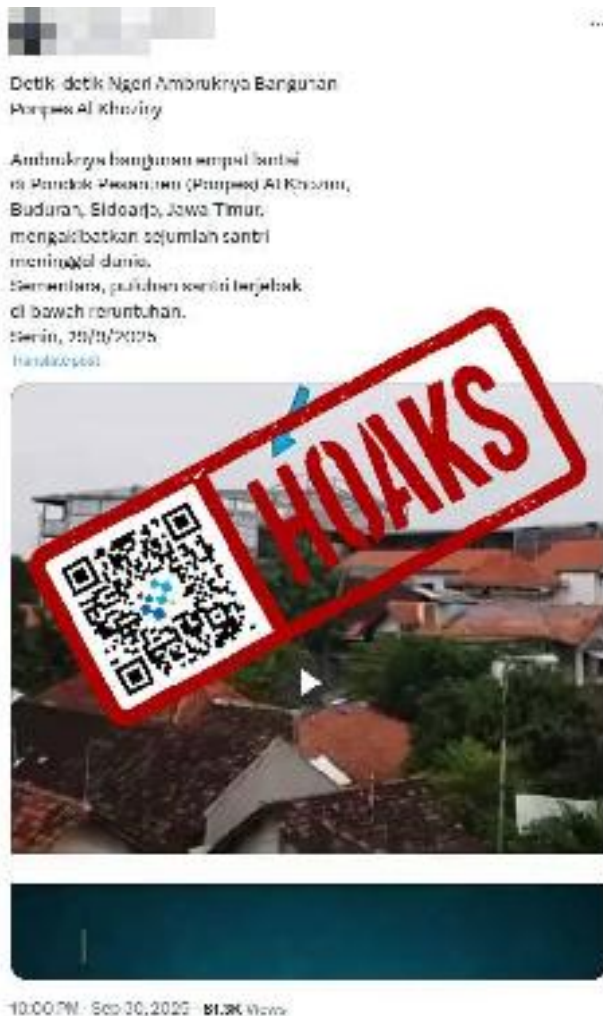 Detik-detik Ngeri Ambruknya Bangunan
Ponpes Al Khoziny
Ambruknya bangunan empat lantai
di Pondok Pesantren (Ponpes) Al Khoziny,
Buduran, Sidoarjo, Jawa Timur,
mengakibatkan sejumlah santri
meninggal dunia.
Sementara, puluhan santri terjebak
di bawah reruntuhan.
Senin, 29/9/2025
Translate post
HOAKS
10:00 PM · Sep 30, 2025 · 81.9K Views